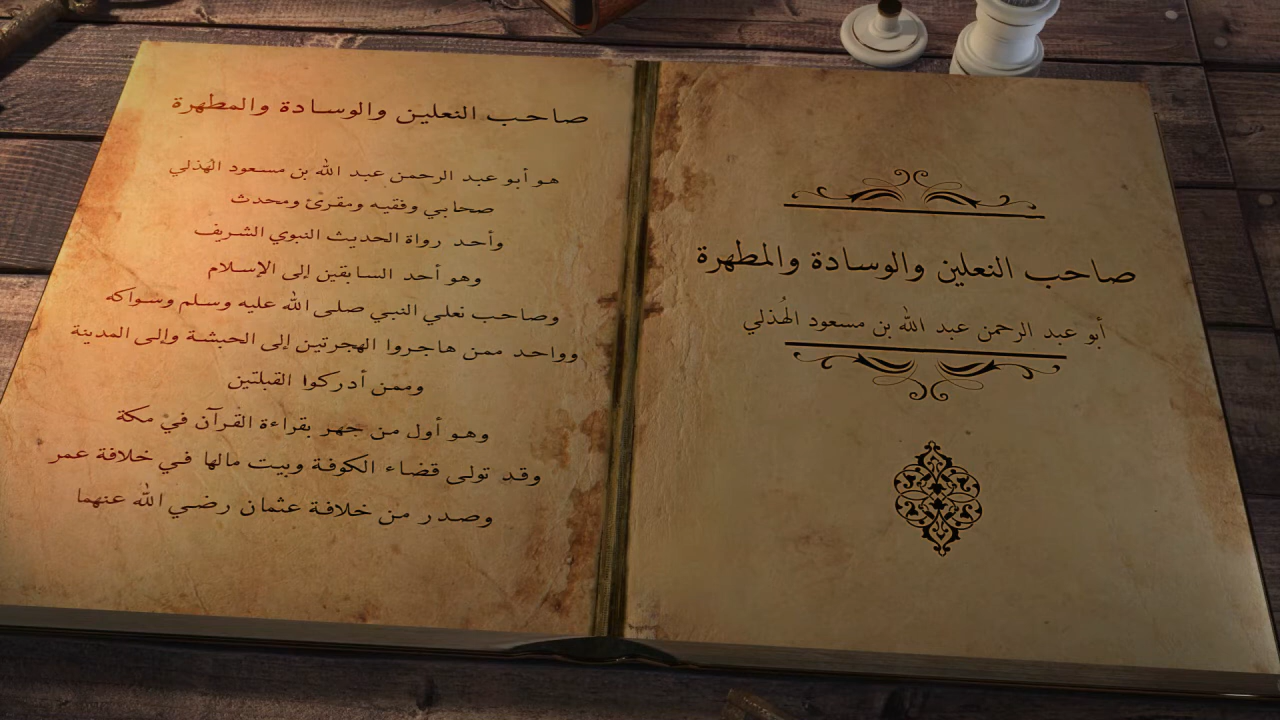 صاحب النعلين والوسادة والمطهرة
أبو عبد الرحمن عبد الله بن مسعود الهُذلي
صاحب النعلين والوسادة والمطهرة
هو أبو عبد الرحمن عبد الله بن مسعود الهذلي
صحابي وفقيه ومقرئ ومحدث
وأحد رواة الحديث النبوي الشريف
وهو أحد السابقين إلى الإسلام
وصاحب نعلي النبي صلى الله عليه وسلم وسواكه
وواحد ممن هاجروا الهجرتين إلى الحبشة وإلى المدينة
وممن أدركوا القبلتين
وهو أول من جهر بقراءة القرآن في مكة
وقد تولى قضاء الكوفة وبيت مالها في خلافة عمر
وصدر من خلافة عثمان رضي الله عنهما